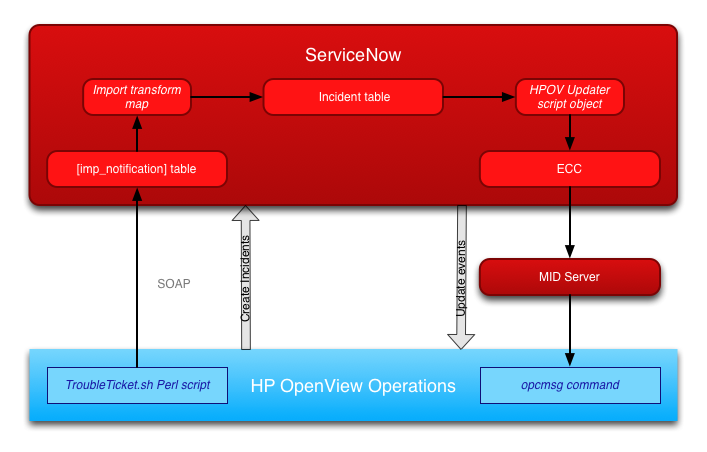 ServiceNow
Import transform
map
Incident table
HPOV Updater
script object
[imp_notification] table
ECC
SOAP
Create Incidents
Update events
MID Server
TroubleTicket.sh Perl script
HP OpenView Operations
opcmsg command